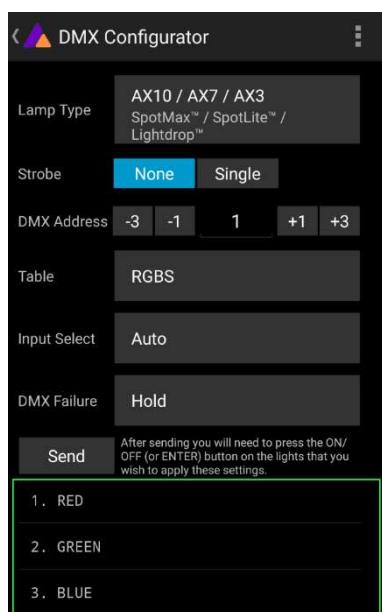 DMX Configurator
Lamp Type
AX10 / AX7 / AX3
SpotMax™ / SpotLite™ /
Lightdrop™
Strobe
None
Single
DMX Address
-3
-1
1
+1
+3
Table
RGBS
Input Select
Auto
DMX Failure
Hold
Send
After sending you will need to press the ON/
OFF (or ENTER) button on the lights that you
wish to apply these settings.
1. RED
2. GREEN
3. BLUE